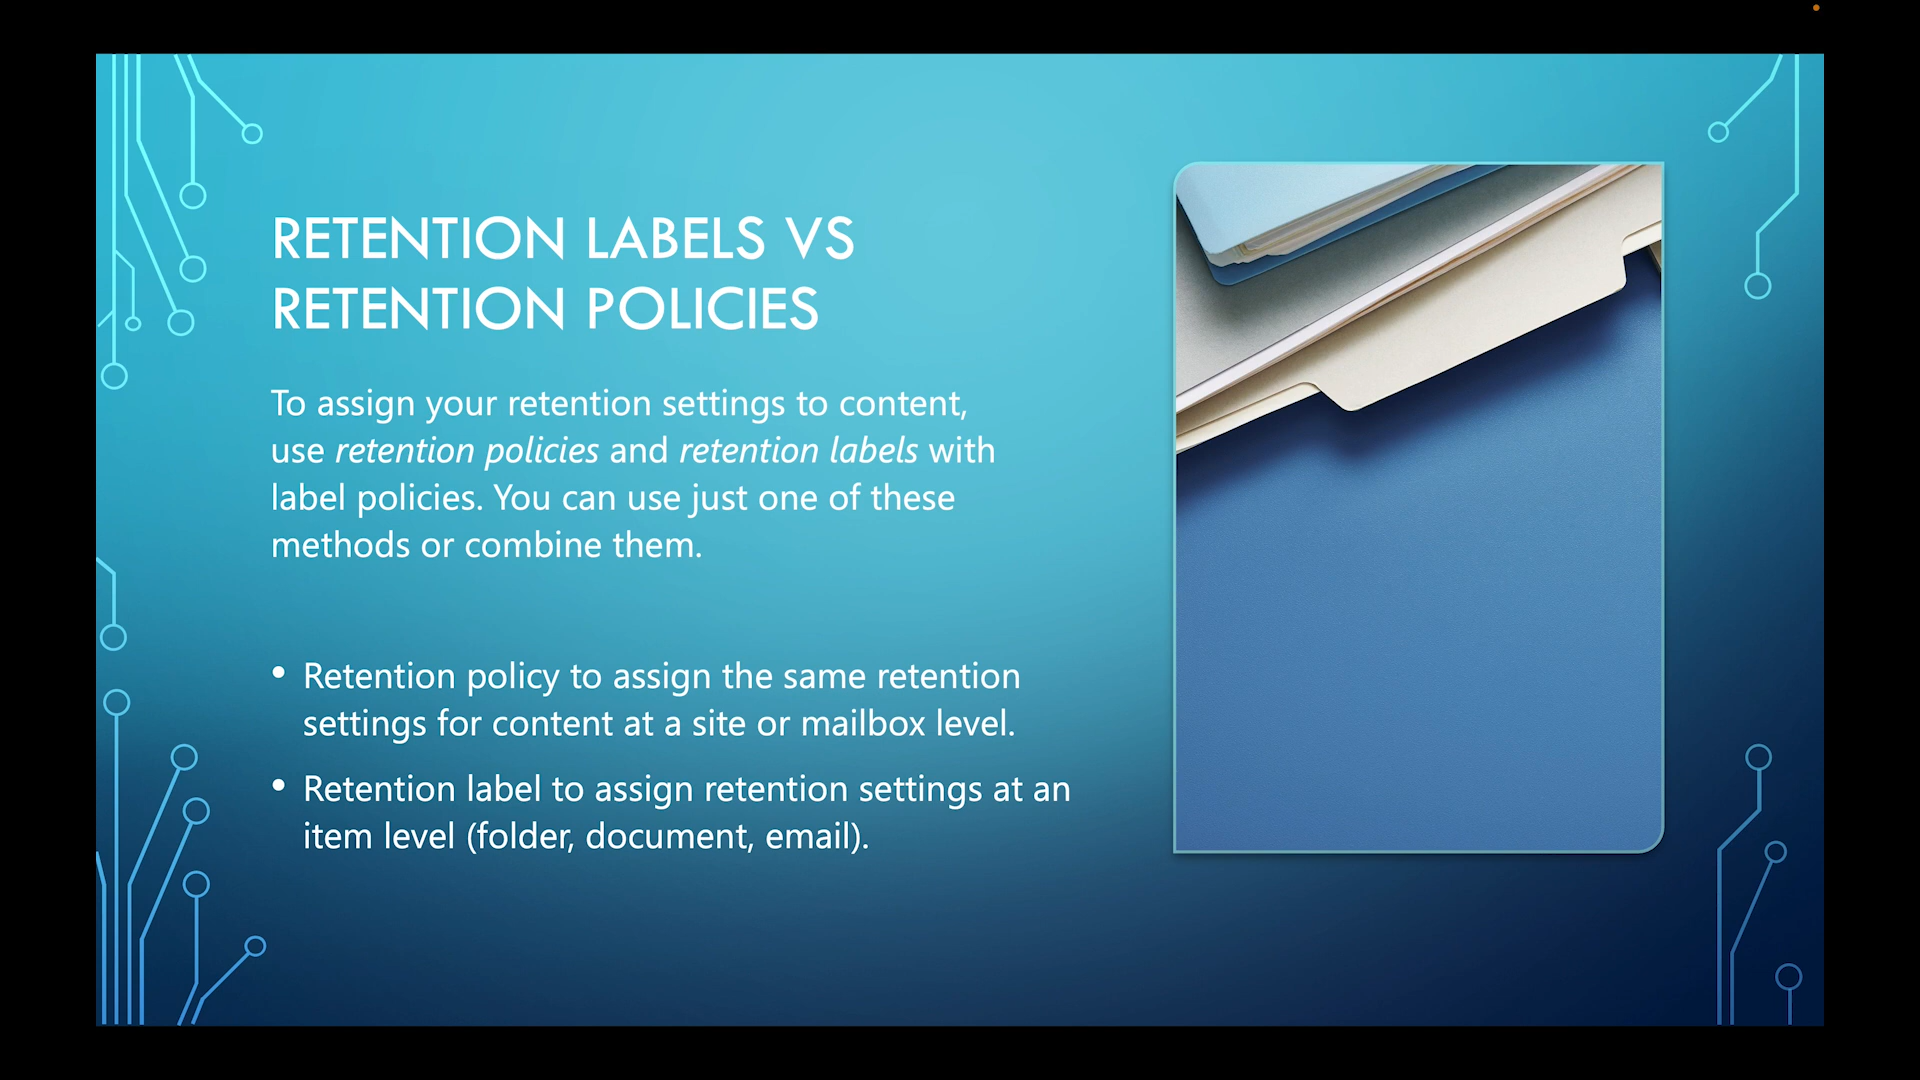 RETENTION LABELS VS
RETENTION POLICIES
To assign your retention settings to content,
use retention policies and retention labels with
label policies. You can use just one of these
methods or combine them.
• Retention policy to assign the same retention
settings for content at a site or mailbox level.
• Retention label to assign retention settings at an
item level (folder, document, email).